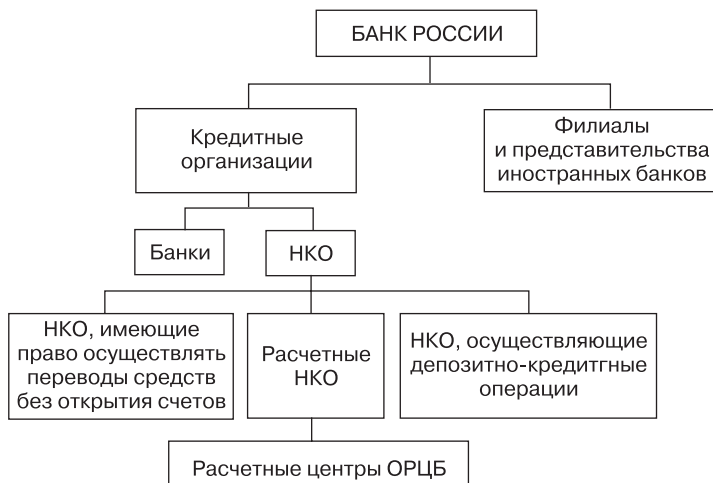 БАНК РОССИИ
Кредитные
организации
Филиалы
и представительства
иностранных банков
Банки
НКО
НКО, имеющие
право осуществлять
переводы средств
без открытия счетов
Расчетные
НКО
НКО, осуществляющие
депозитно-кредитгные
операции
Расчетные центры ОРЦБ